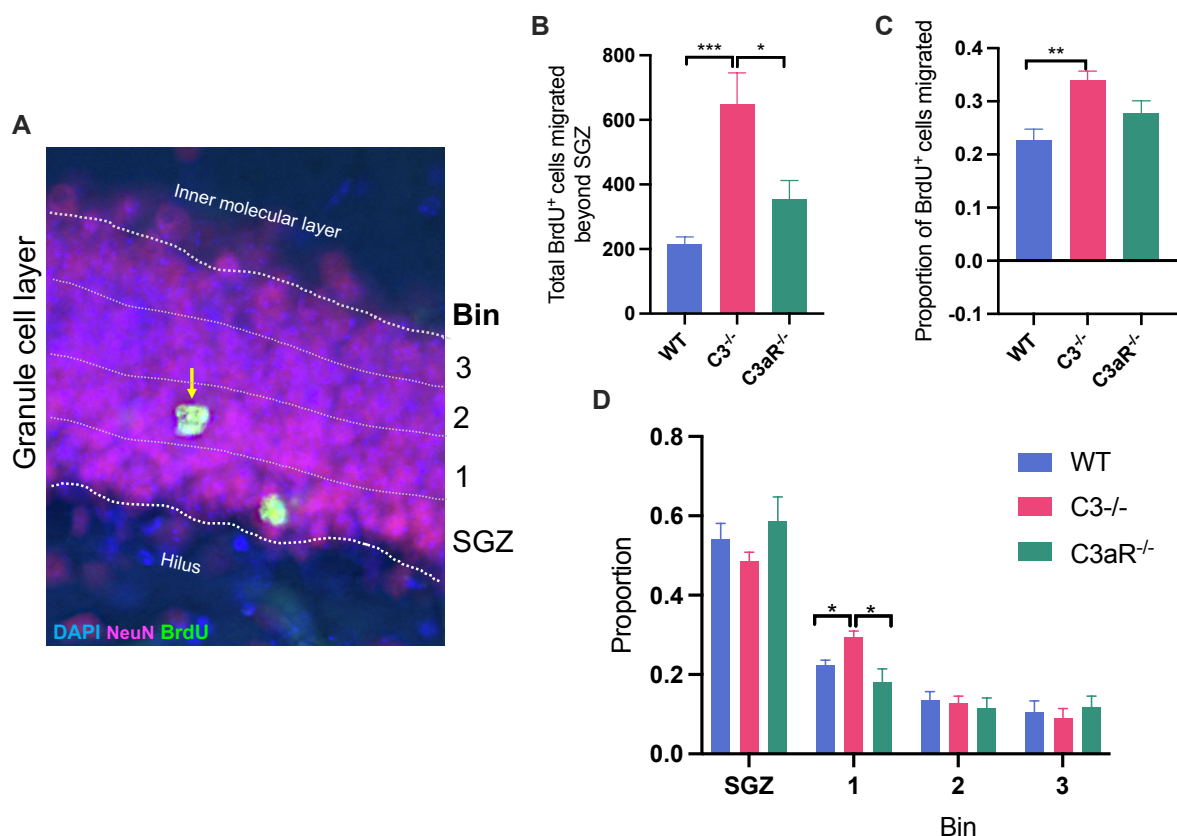 A
Inner molecular layer
Granule cell layer
Bin
3
2
1
SGZ
Hilus
DAPI NeuN BrdU
B
Total BrdU⁺ cells migrated
beyond SGZ
800
600
400
200
0
***
*
WT
C3⁻/⁻
C3aR⁻/⁻
C
Proportion of BrdU⁺ cells migrated
0.4
0.3
0.2
0.1
0.0
-0.1
**
WT
C3⁻/⁻
C3aR⁻/⁻
D
Proportion
0.8
0.6
0.4
0.2
0.0
*
*
WT
C3-/-
C3aR⁻/⁻
SGZ
1
2
3
Bin